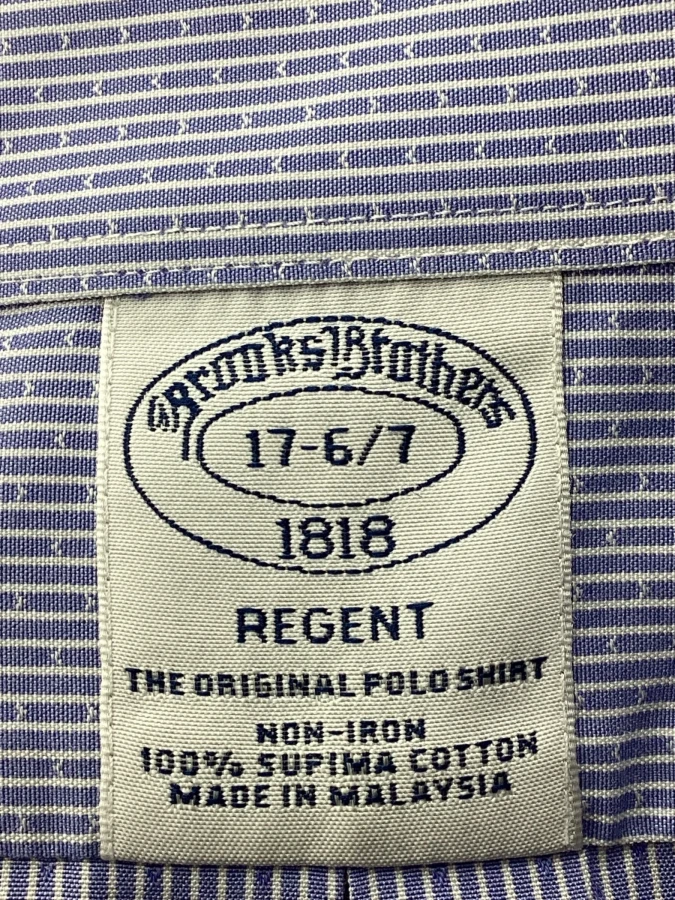 Brooks Brothers
17-6/7
1818
REGENT
THE ORIGINAL POLO SHIRT
NON-IRON
100% SUPIMA COTTON
MADE IN MALAYSIA